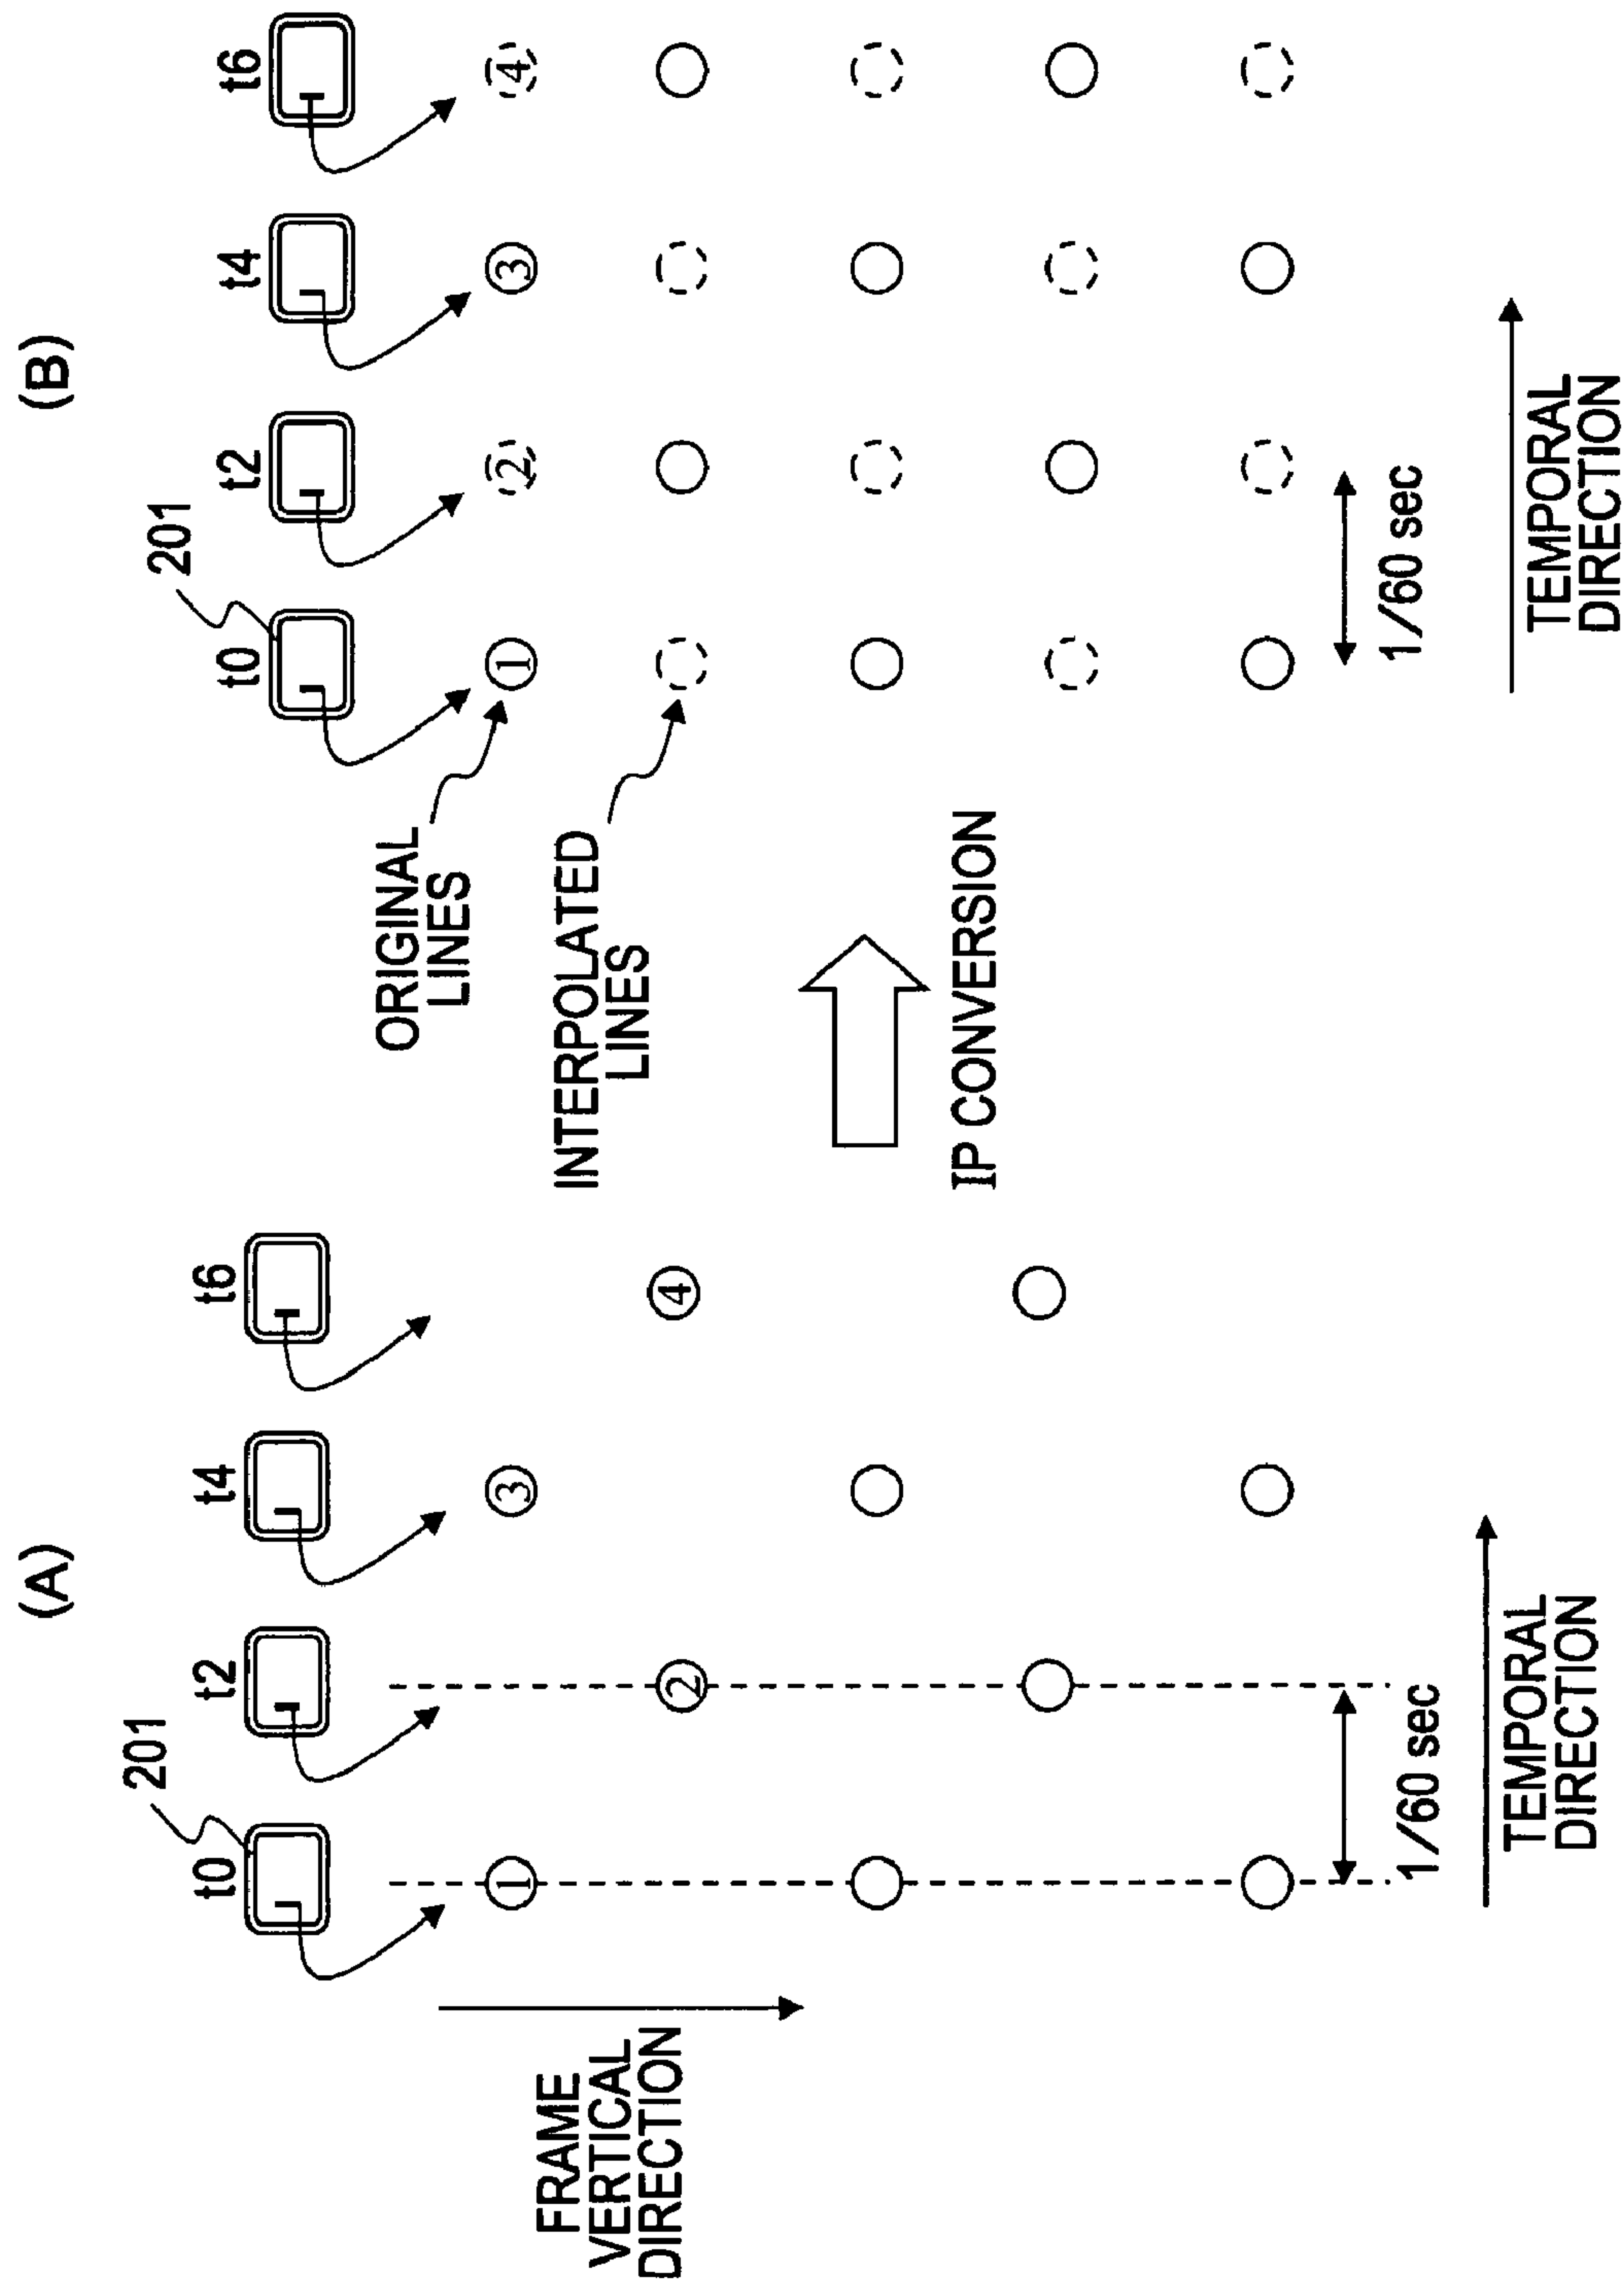 (A)
201
t0 t2 t4 t6
① ② ③ ④
FRAME
VERTICAL
DIRECTION
1/60 sec
TEMPORAL
DIRECTION
IP CONVERSION
(B)
201
t0 t2 t4 t6
ORIGINAL
LINES
INTERPOLATED
LINES
① ② ③ ④
1/60 sec
TEMPORAL
DIRECTION